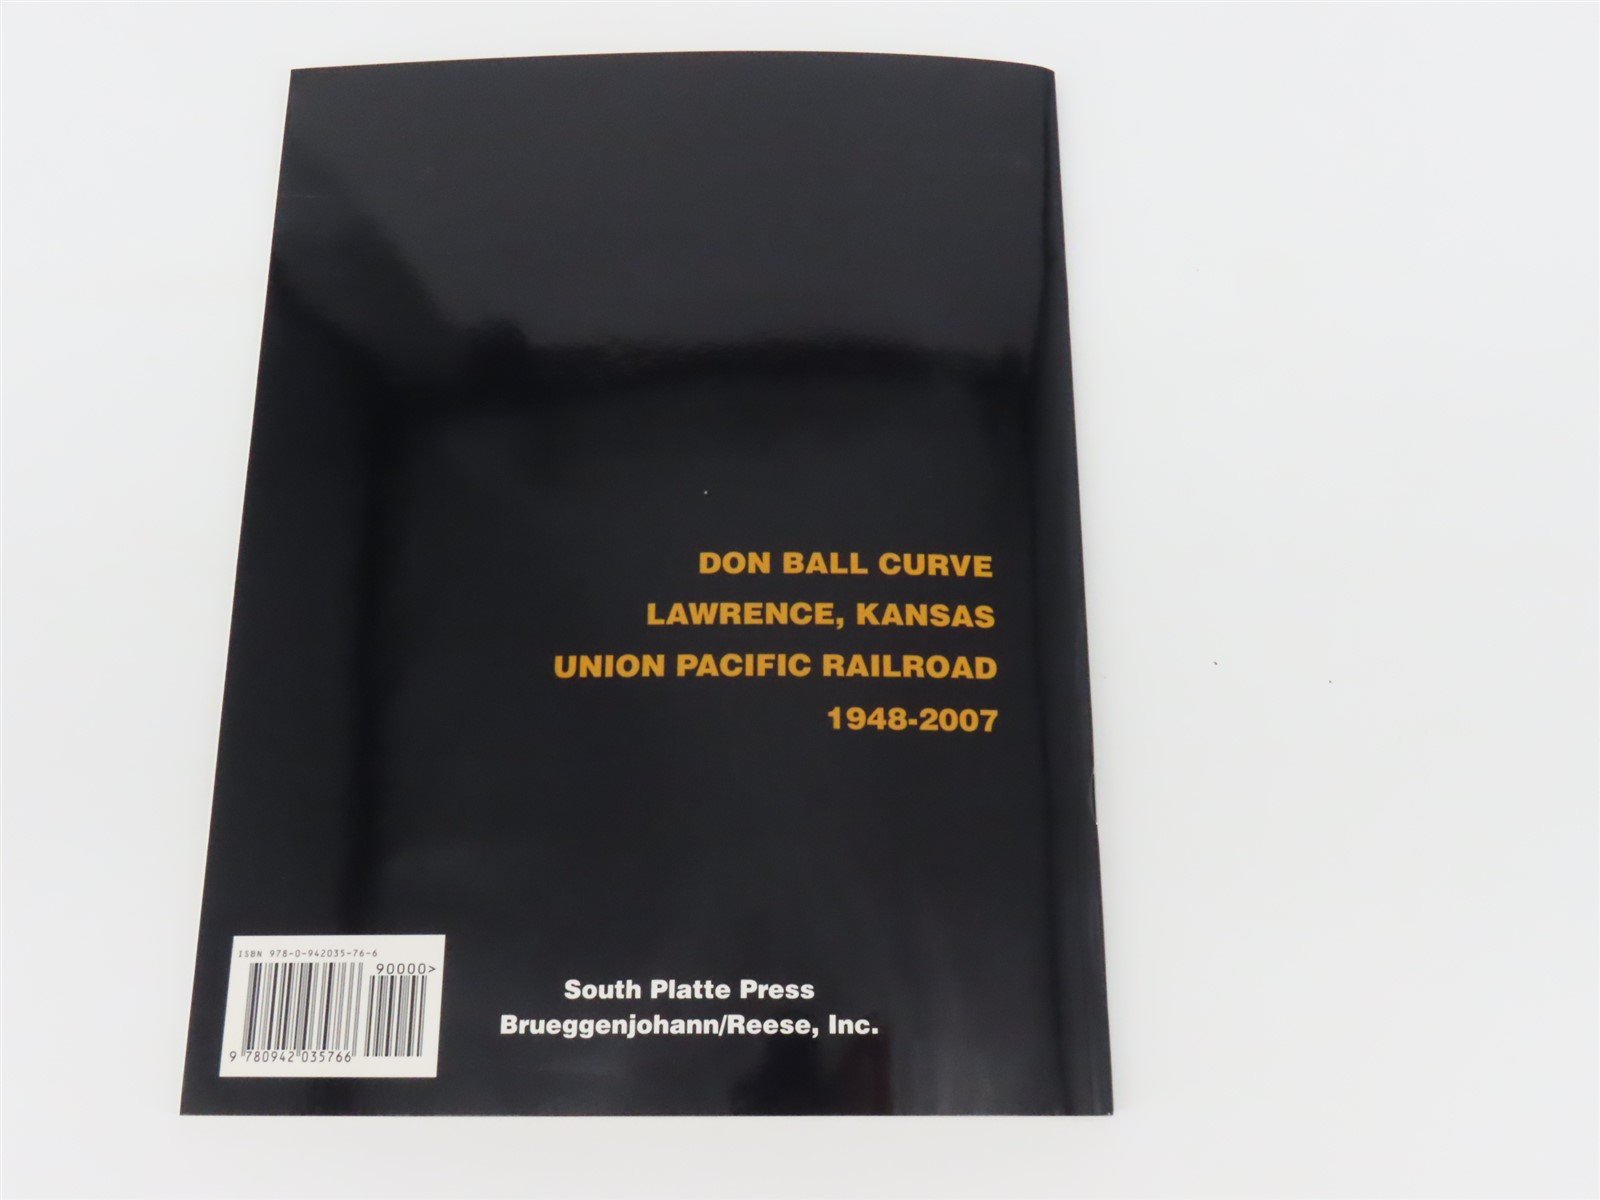 DON BALL CURVE
LAWRENCE, KANSAS
UNION PACIFIC RAILROAD
1948-2007
ISBN 978-0-942035-76-6
90000>
9 780942 035766
South Platte Press
Brueggenjohann/Reese, Inc.